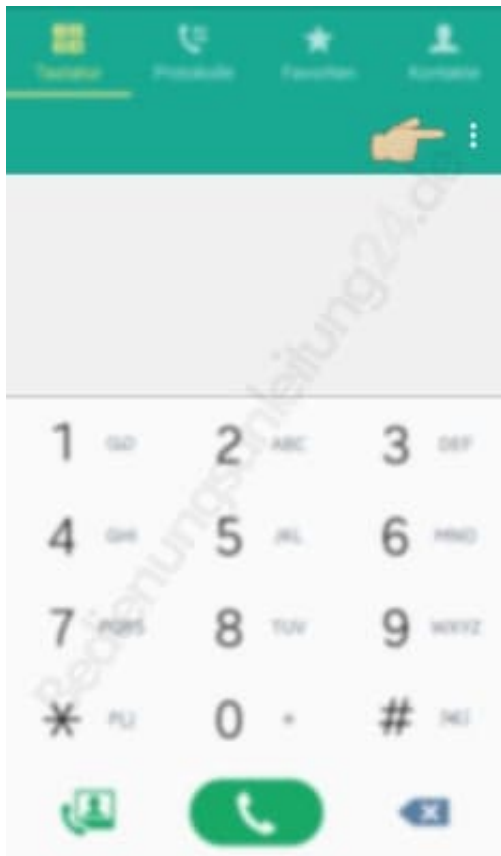 Tastatur Protokolle Favoriten Kontakte
1 2 ABC 3 DEF
4 GHI 5 JKL 6 MNO
7 PQRS 8 TUV 9 WXYZ
* (P,) 0 + # (W;)
Bedienungsanleitung24.de